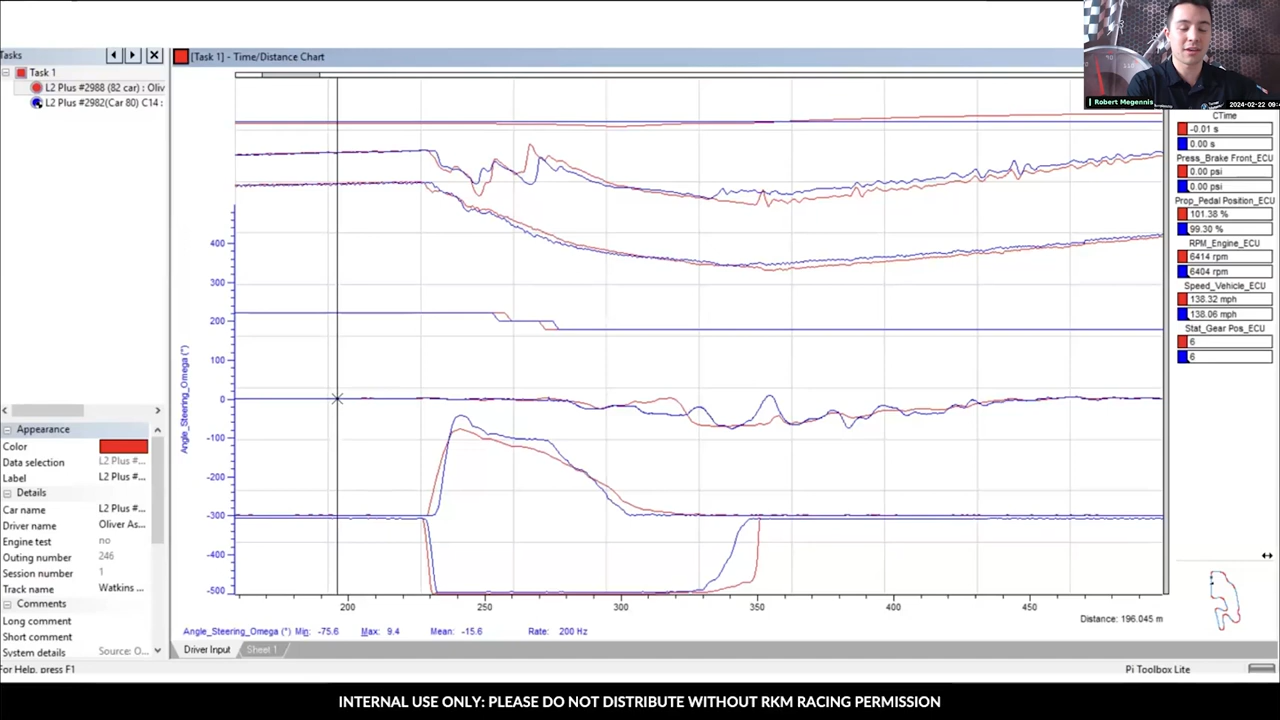 Tasks
Task 1
L2 Plus #2988 (82 car) : Oliv
L2 Plus #2982(Car 80) C14 :
[Task 1] - Time/Distance Chart
Robert Megennis
CTime
-0.01 s
0.00 s
Press_Brake Front_ECU
0.00 psi
0.00 psi
Prop_Pedal Position_ECU
101.38 %
99.30 %
RPM_Engine_ECU
6414 rpm
6404 rpm
Speed_Vehicle_ECU
138.32 mph
138.06 mph
Stat_Gear Pos_ECU
6
6
Angle_Steering_Omega (°)
400
300
200
100
0
-100
-200
-300
-400
-500
200
250
300
350
400
450
Distance: 196.045 m
Angle_Steering_Omega (°) Min: -75.6 Max: 9.4 Mean: -15.6 Rate: 200 Hz
Driver Input
Sheet 1
Appearance
Color
Data selection L2 Plus #...
Label L2 Plus #...
Details
Car name L2 Plus #...
Driver name Oliver As...
Engine test no
Outing number 246
Session number 1
Track name Watkins ...
Comments
Long comment
Short comment
System details Source: O...
For Help, press F1
Pi Toolbox Lite
INTERNAL USE ONLY: PLEASE DO NOT DISTRIBUTE WITHOUT RKM RACING PERMISSION